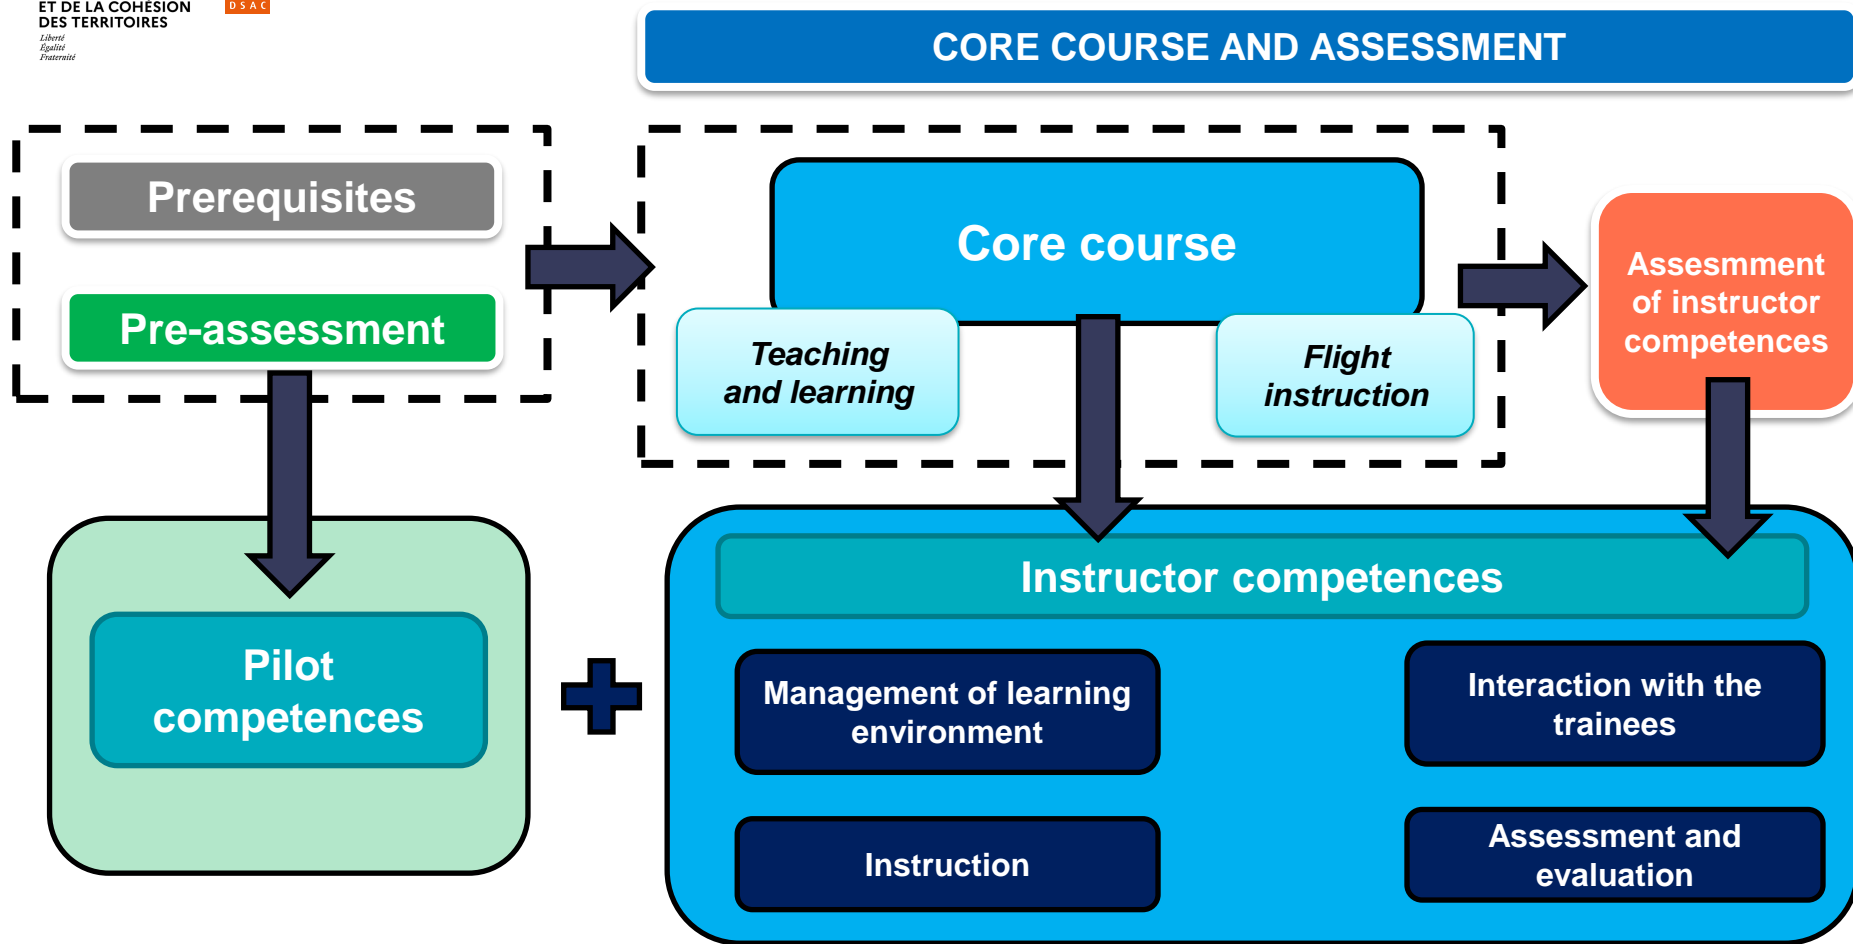 ET DE LA COHÉSION
DES TERRITOIRES
Liberté
Égalité
Fraternité
DSAC
CORE COURSE AND ASSESSMENT
Prerequisites
Pre-assessment
Core course
Teaching
and learning
Flight
instruction
Assesmment
of instructor
competences
Pilot
competences
Instructor competences
Management of learning
environment
Interaction with the
trainees
Instruction
Assessment and
evaluation